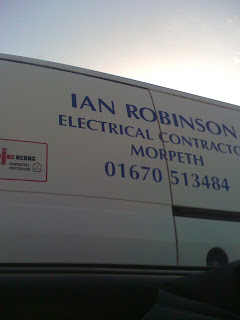 IAN ROBINSON
ELECTRICAL CONTRACTO
MORPETH
01670 513484